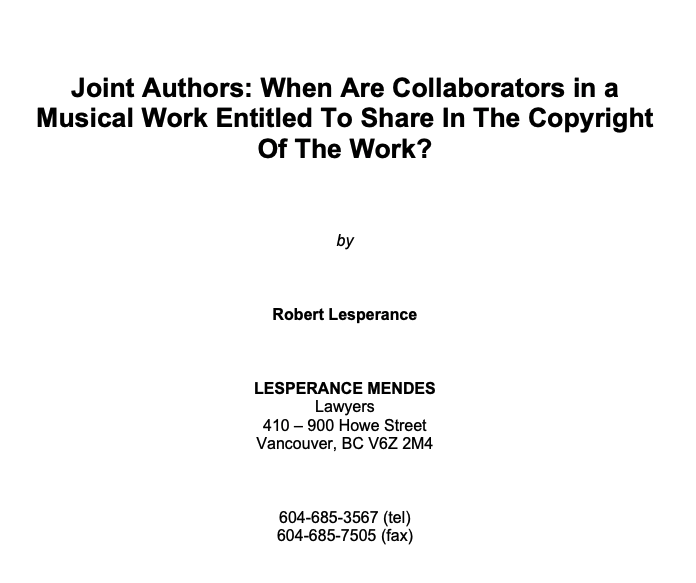 Joint Authors: When Are Collaborators in a
Musical Work Entitled To Share In The Copyright
Of The Work?
by
Robert Lesperance
LESPERANCE MENDES
Lawyers
410 – 900 Howe Street
Vancouver, BC V6Z 2M4
604-685-3567 (tel)
604-685-7505 (fax)